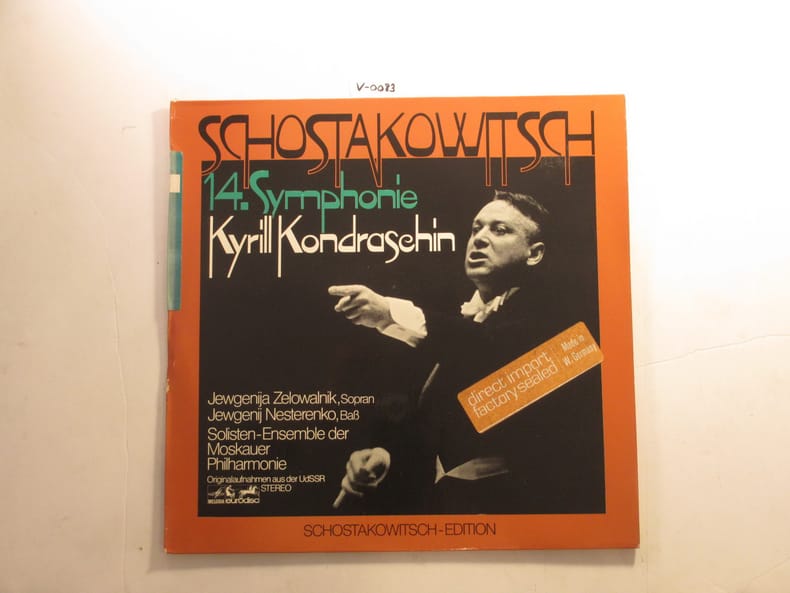 V-0083
SCHOSTAKOWITSCH
14. Symphonie
Kyrill Kondraschin
direct import
factory sealed
Made in
W. Germany
Jewgenija Zelowalnik, Sopran
Jewgenij Nesterenko, Baß
Solisten-Ensemble der
Moskauer
Philharmonie
Originalaufnahmen aus der UdSSR
STEREO
MELODIA eurodisc
SCHOSTAKOWITSCH-EDITION